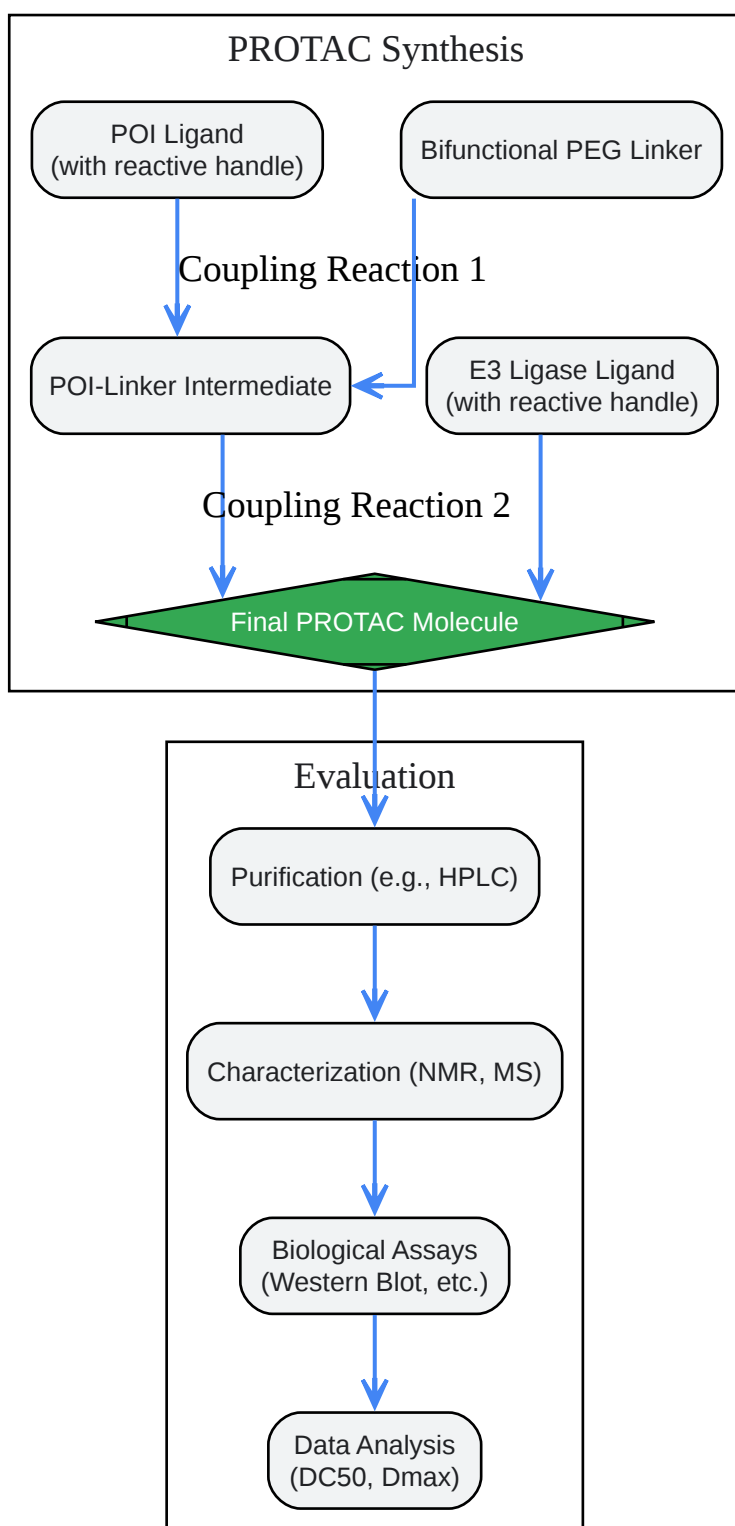 PROTAC Synthesis
POI Ligand
(with reactive handle)
Bifunctional PEG Linker
Coupling Reaction 1
POI-Linker Intermediate
E3 Ligase Ligand
(with reactive handle)
Coupling Reaction 2
Final PROTAC Molecule
Evaluation
Purification (e.g., HPLC)
Characterization (NMR, MS)
Biological Assays
(Western Blot, etc.)
Data Analysis
(DC50, Dmax)